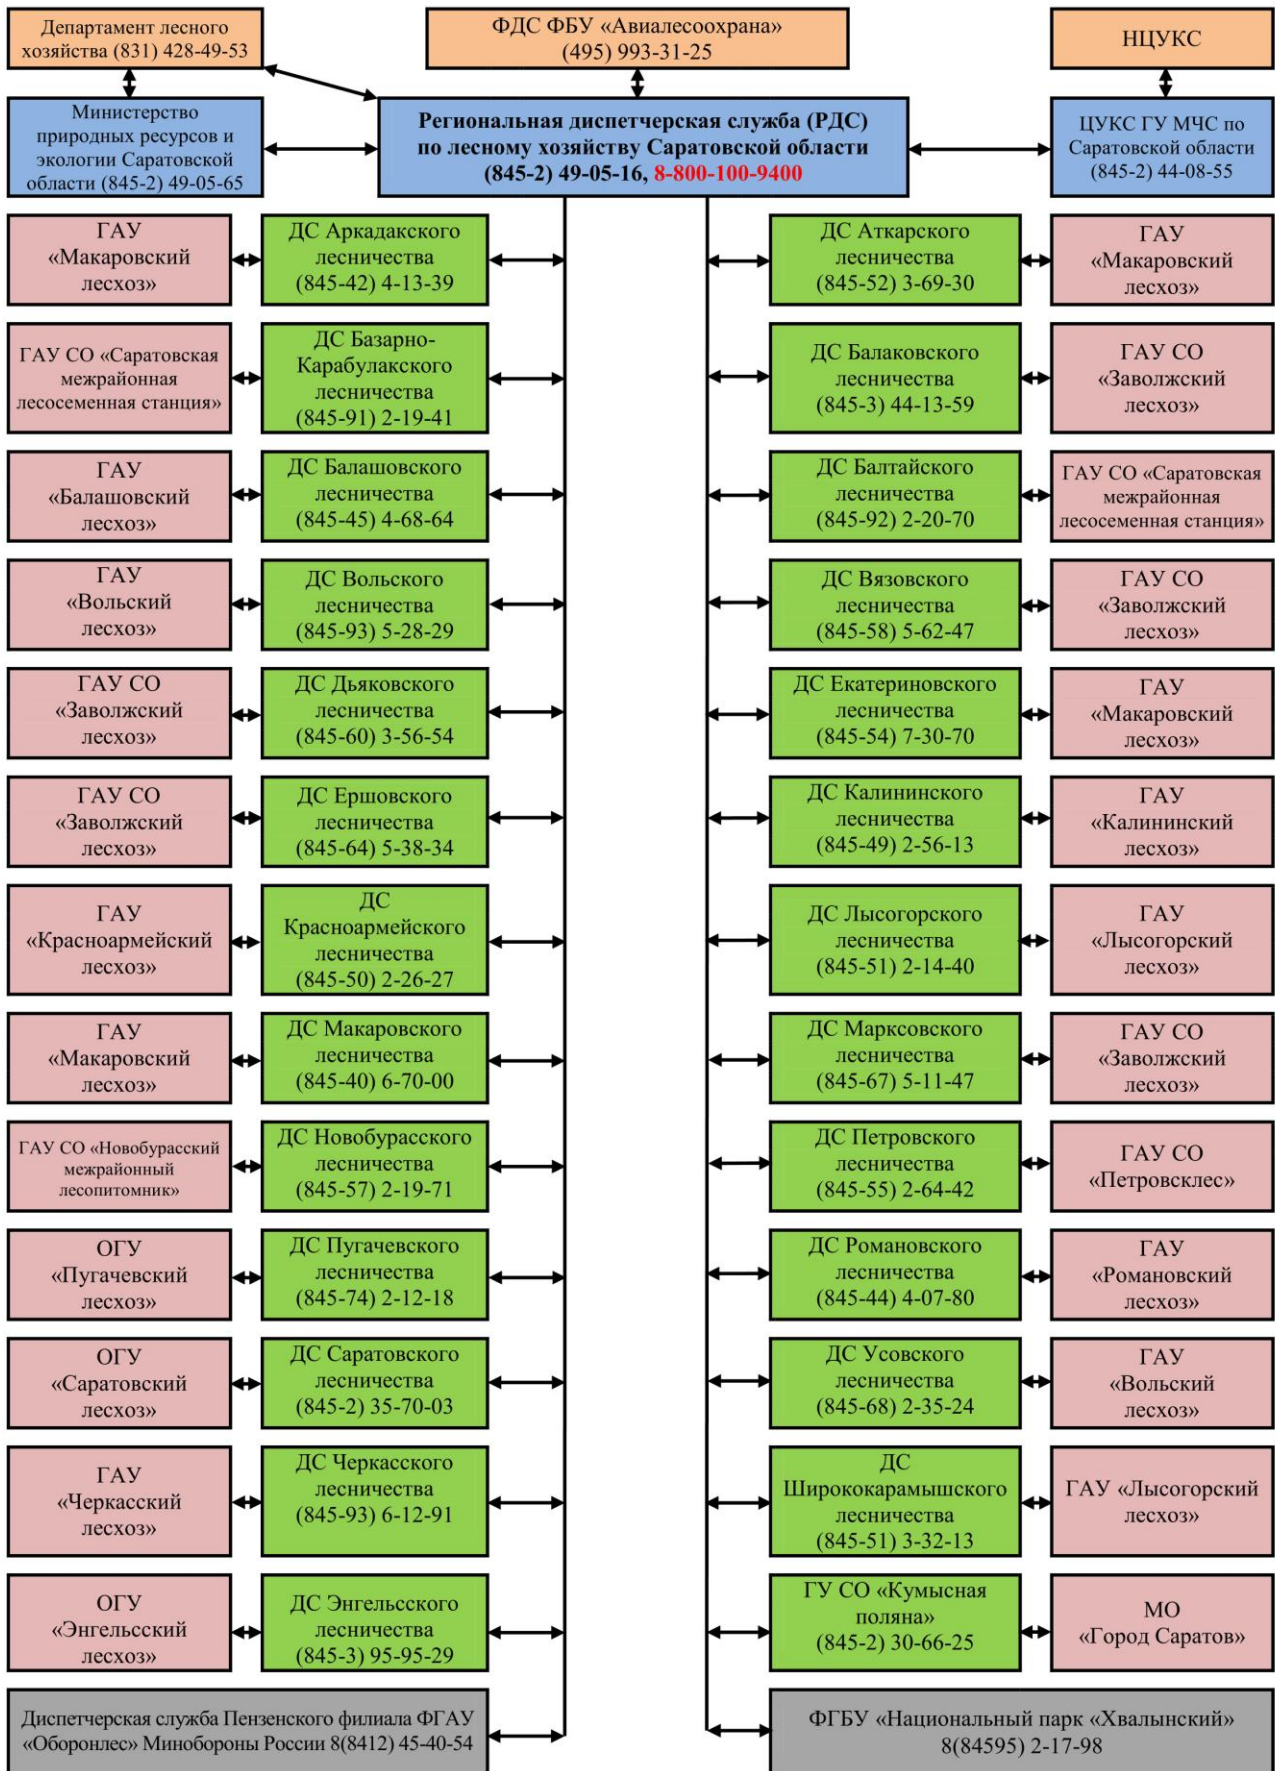 Департамент лесного
хозяйства (831) 428-49-53
ФДС ФБУ «Авиалесоохрана»
(495) 993-31-25
НЦУКС
Министерство
природных ресурсов и
экологии Саратовской
области (845-2) 49-05-65
Региональная диспетчерская служба (РДС)
по лесному хозяйству Саратовской области
(845-2) 49-05-16, 8-800-100-9400
ЦУКС ГУ МЧС по
Саратовской области
(845-2) 44-08-55
ГАУ
«Макаровский
лесхоз»
ДС Аркадакского
лесничества
(845-42) 4-13-39
ДС Аткарского
лесничества
(845-52) 3-69-30
ГАУ
«Макаровский
лесхоз»
ГАУ СО «Саратовская
межрайонная
лесосеменная станция»
ДС Базарно-
Карабулакского
лесничества
(845-91) 2-19-41
ДС Балаковского
лесничества
(845-3) 44-13-59
ГАУ СО
«Заволжский
лесхоз»
ГАУ
«Балашовский
лесхоз»
ДС Балашовского
лесничества
(845-45) 4-68-64
ДС Балтайского
лесничества
(845-92) 2-20-70
ГАУ СО «Саратовская
межрайонная
лесосеменная станция»
ГАУ
«Вольский
лесхоз»
ДС Вольского
лесничества
(845-93) 5-28-29
ДС Вязовского
лесничества
(845-58) 5-62-47
ГАУ СО
«Заволжский
лесхоз»
ГАУ СО
«Заволжский
лесхоз»
ДС Дьяковского
лесничества
(845-60) 3-56-54
ДС Екатериновского
лесничества
(845-54) 7-30-70
ГАУ
«Макаровский
лесхоз»
ГАУ СО
«Заволжский
лесхоз»
ДС Ершовского
лесничества
(845-64) 5-38-34
ДС Калининского
лесничества
(845-49) 2-56-13
ГАУ
«Калининский
лесхоз»
ГАУ
«Красноармейский
лесхоз»
ДС
Красноармейского
лесничества
(845-50) 2-26-27
ДС Лысогорского
лесничества
(845-51) 2-14-40
ГАУ
«Лысогорский
лесхоз»
ГАУ
«Макаровский
лесхоз»
ДС Макаровского
лесничества
(845-40) 6-70-00
ДС Марксовского
лесничества
(845-67) 5-11-47
ГАУ СО
«Заволжский
лесхоз»
ГАУ СО «Новобурасский
межрайонный
лесопитомник»
ДС Новобурасского
лесничества
(845-57) 2-19-71
ДС Петровского
лесничества
(845-55) 2-64-42
ГАУ СО
«Петровсклес»
ОГУ
«Пугачевский
лесхоз»
ДС Пугачевского
лесничества
(845-74) 2-12-18
ДС Романовского
лесничества
(845-44) 4-07-80
ГАУ
«Романовский
лесхоз»
ОГУ
«Саратовский
лесхоз»
ДС Саратовского
лесничества
(845-2) 35-70-03
ДС Усовского
лесничества
(845-68) 2-35-24
ГАУ
«Вольский
лесхоз»
ГАУ
«Черкасский
лесхоз»
ДС Черкасского
лесничества
(845-93) 6-12-91
ДС
Ширококарамышского
лесничества
(845-51) 3-32-13
ГАУ «Лысогорский
лесхоз»
ОГУ
«Энгельсский
лесхоз»
ДС Энгельсского
лесничества
(845-3) 95-95-29
ГУ СО «Кумысная
поляна»
(845-2) 30-66-25
МО
«Город Саратов»
Диспетчерская служба Пензенского филиала ФГАУ
«Оборонлес» Минобороны России 8(8412) 45-40-54
ФГБУ «Национальный парк «Хвалынский»
8(84595) 2-17-98